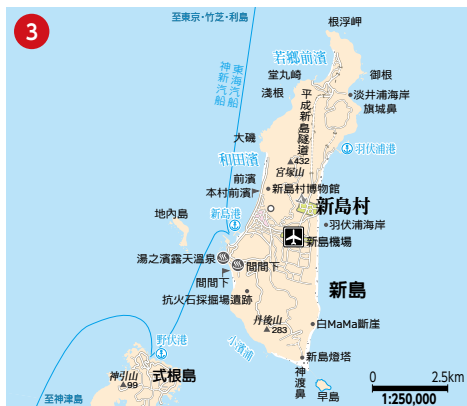 3
至東京・竹芝・利島
東海汽船
神新汽船
根浮岬
若郷前濱
堂丸崎
御根
淺根
淡井浦海岸
旗城鼻
平成新島隧道
大磯
羽伏浦港
和田濱
432
宮塚山
前濱
新島村博物館
本村前濱
新島村
新島港
羽伏浦海岸
地內島
新島機場
湯之濱露天溫泉
間間下
間間下
新島
抗火石採掘場遺跡
丹後山
283
白MaMa斷崖
小濱浦
野伏港
新島燈塔
神渡鼻
神引山
99
式根島
早島
至神津島
0
2.5km
1:250,000